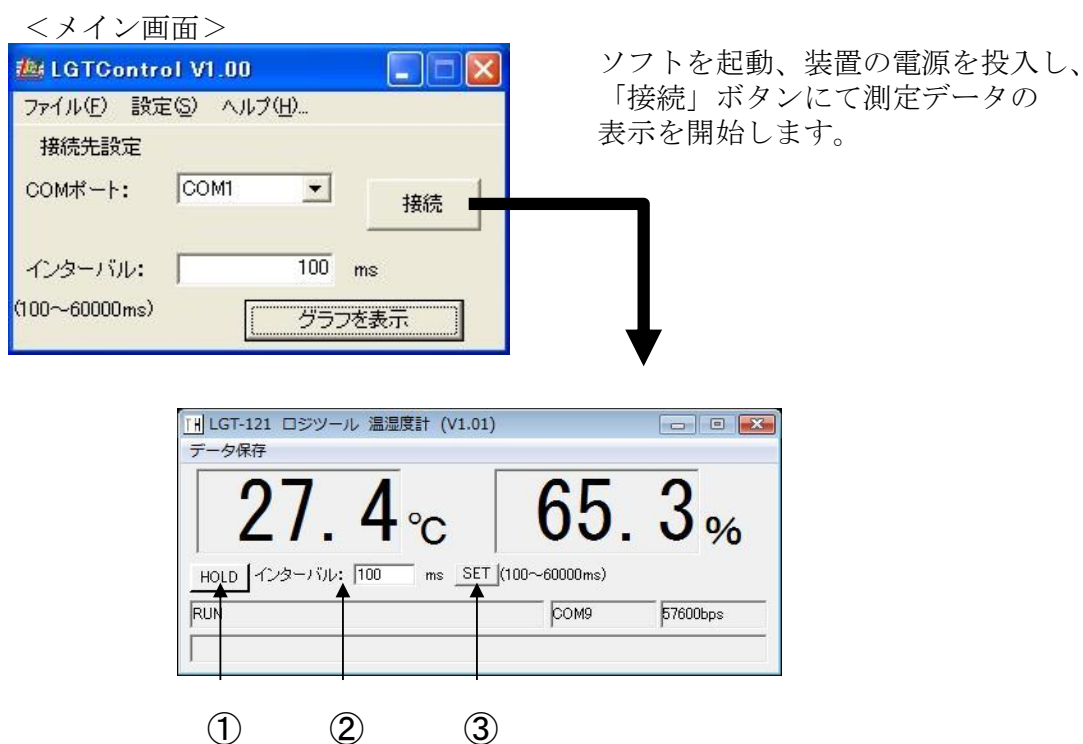 ＜メイン画面＞
LGTControl V1.00
ファイル(F) 設定(S) ヘルプ(H)...
接続先設定
COMポート: COM1
接続
インターバル: 100 ms
(100～60000ms)
グラフを表示
ソフトを起動、装置の電源を投入し、
「接続」ボタンにて測定データの
表示を開始します。
TH LGT-121 ロジツール 温湿度計 (V1.01)
データ保存
27.4 ℃ 65.3 %
HOLD インターバル: 100 ms SET (100～60000ms)
RUN COM9 57600bps
① ② ③